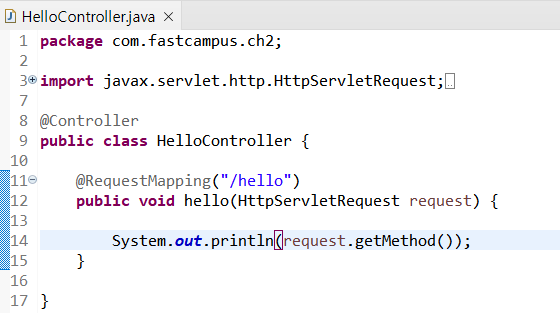 HelloController.java
1 package com.fastcampus.ch2;
2
3 import javax.servlet.http.HttpServletRequest;
7
8 @Controller
9 public class HelloController {
10
11 @RequestMapping("/hello")
12 public void hello(HttpServletRequest request) {
13
14 System.out.println(request.getMethod());
15 }
16
17 }